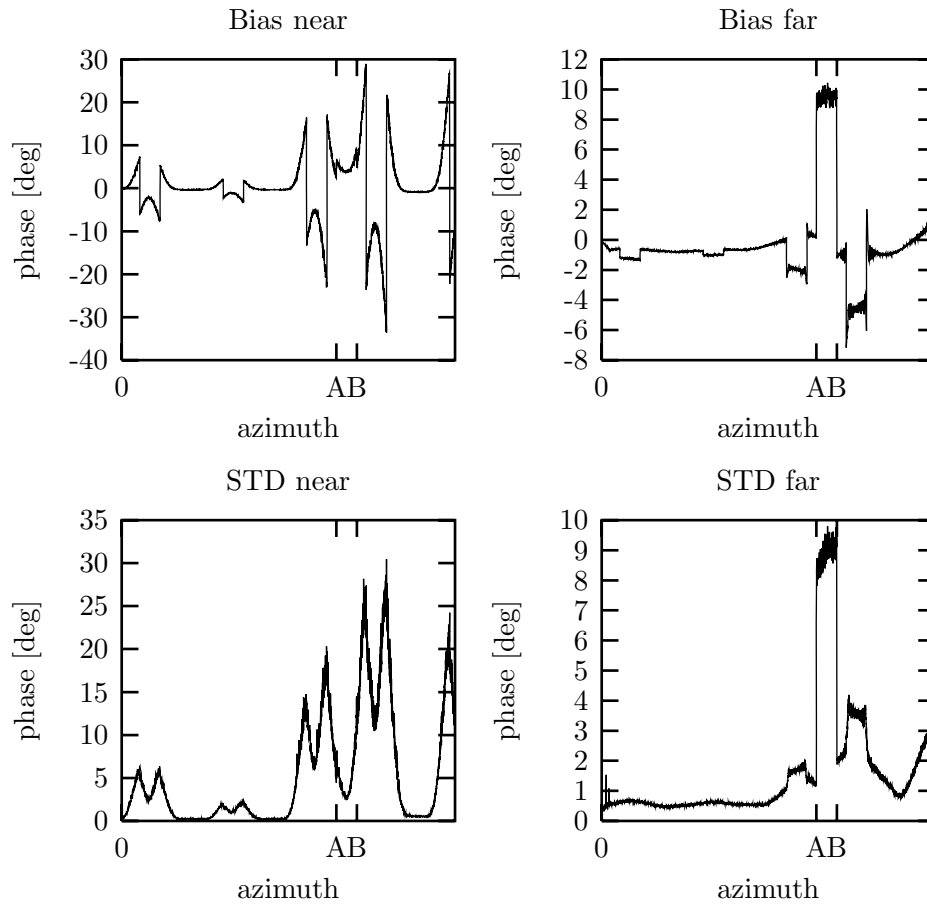 Bias near
30
20
10
0
-10
-20
-30
-40
phase [deg]
0
AB
azimuth
Bias far
12
10
8
6
4
2
0
-2
-4
-6
-8
phase [deg]
0
AB
azimuth
STD near
35
30
25
20
15
10
5
0
phase [deg]
0
AB
azimuth
STD far
10
9
8
7
6
5
4
3
2
1
0
phase [deg]
0
AB
azimuth